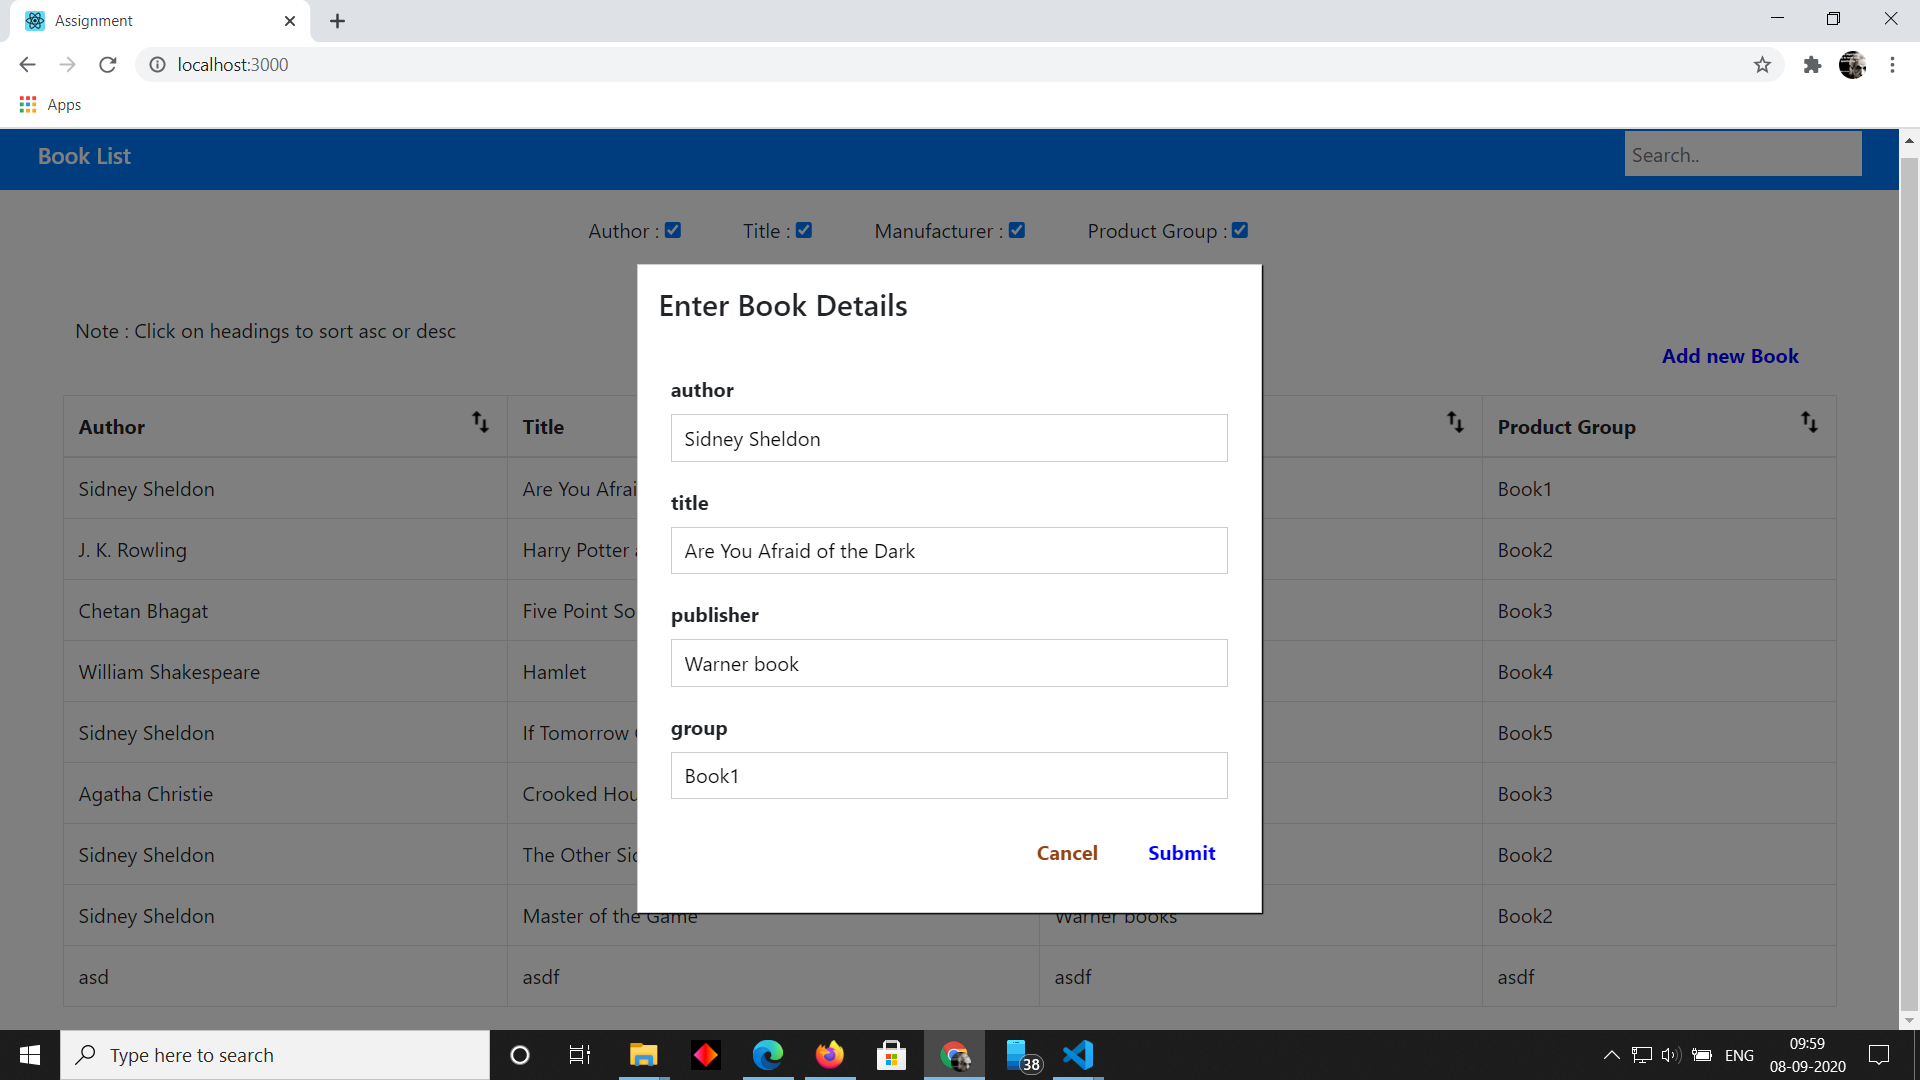 Assignment
localhost:3000
Apps
Book List
Search..
Author :
Title :
Manufacturer :
Product Group :
Note : Click on headings to sort asc or desc
Add new Book
Enter Book Details
author
Sidney Sheldon
title
Are You Afraid of the Dark
publisher
Warner book
group
Book1
Cancel
Submit
Author Title Product Group
Sidney Sheldon Are You Book1
J. K. Rowling Harry Potter Book2
Chetan Bhagat Five Point Book3
William Shakespeare Hamlet Book4
Sidney Sheldon If Tomorrow Book5
Agatha Christie Crooked Book3
Sidney Sheldon The Other Book2
Sidney Sheldon Master of the Game Warner books Book2
asd asdf asdf asdf
Type here to search
38
ENG
09:59
08-09-2020